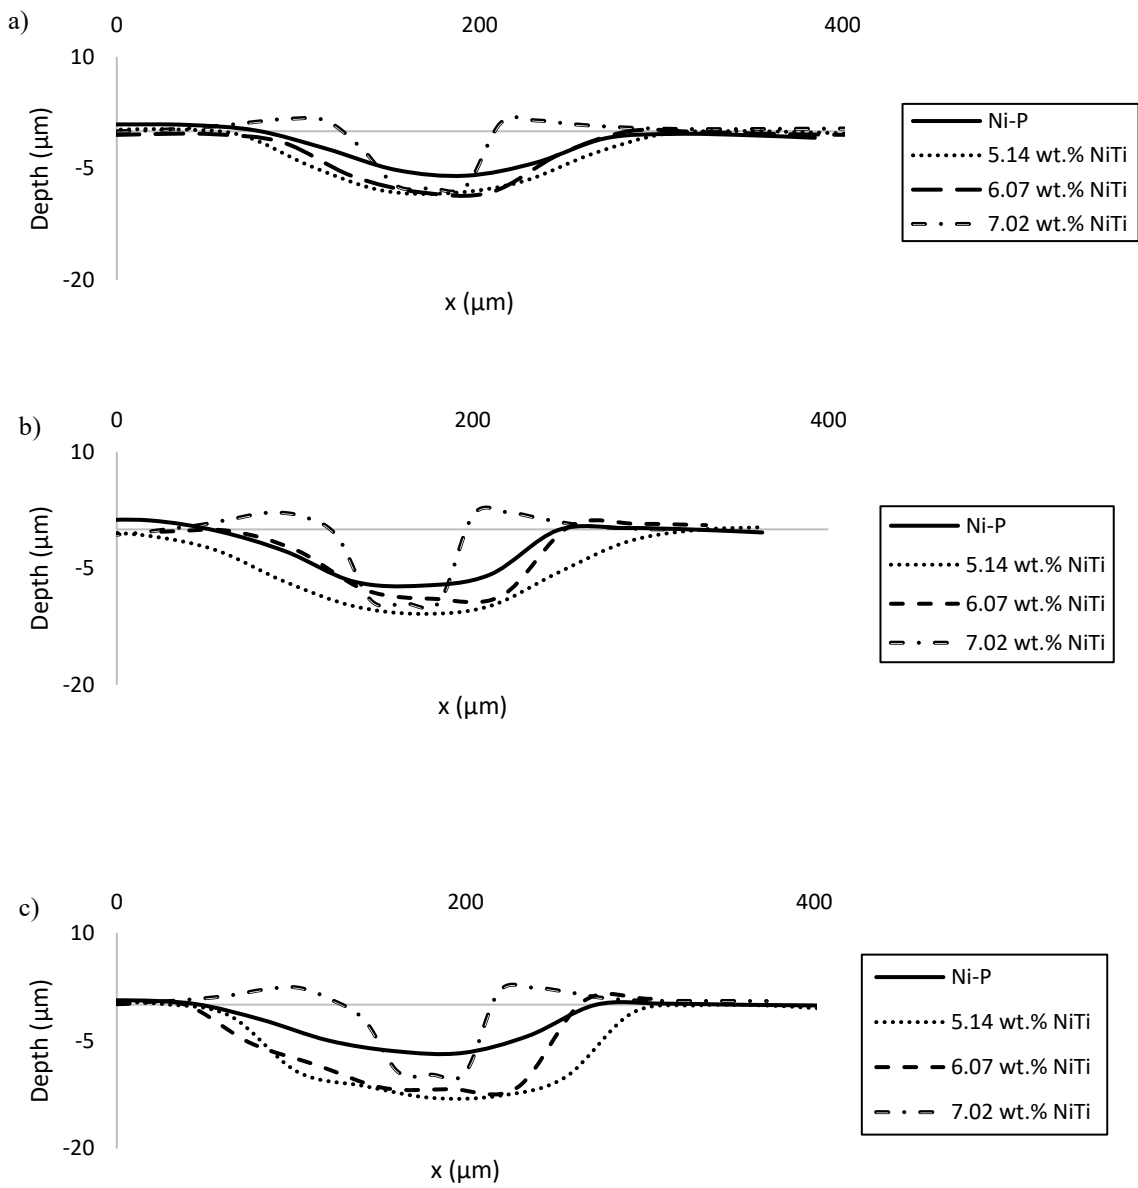 a)
0 200 400
10
-5
-20
Depth (µm)
x (µm)
Ni-P
5.14 wt.% NiTi
6.07 wt.% NiTi
7.02 wt.% NiTi
b)
0 200 400
10
-5
-20
Depth (µm)
x (µm)
Ni-P
5.14 wt.% NiTi
6.07 wt.% NiTi
7.02 wt.% NiTi
c)
0 200 400
10
-5
-20
Depth (µm)
x (µm)
Ni-P
5.14 wt.% NiTi
6.07 wt.% NiTi
7.02 wt.% NiTi